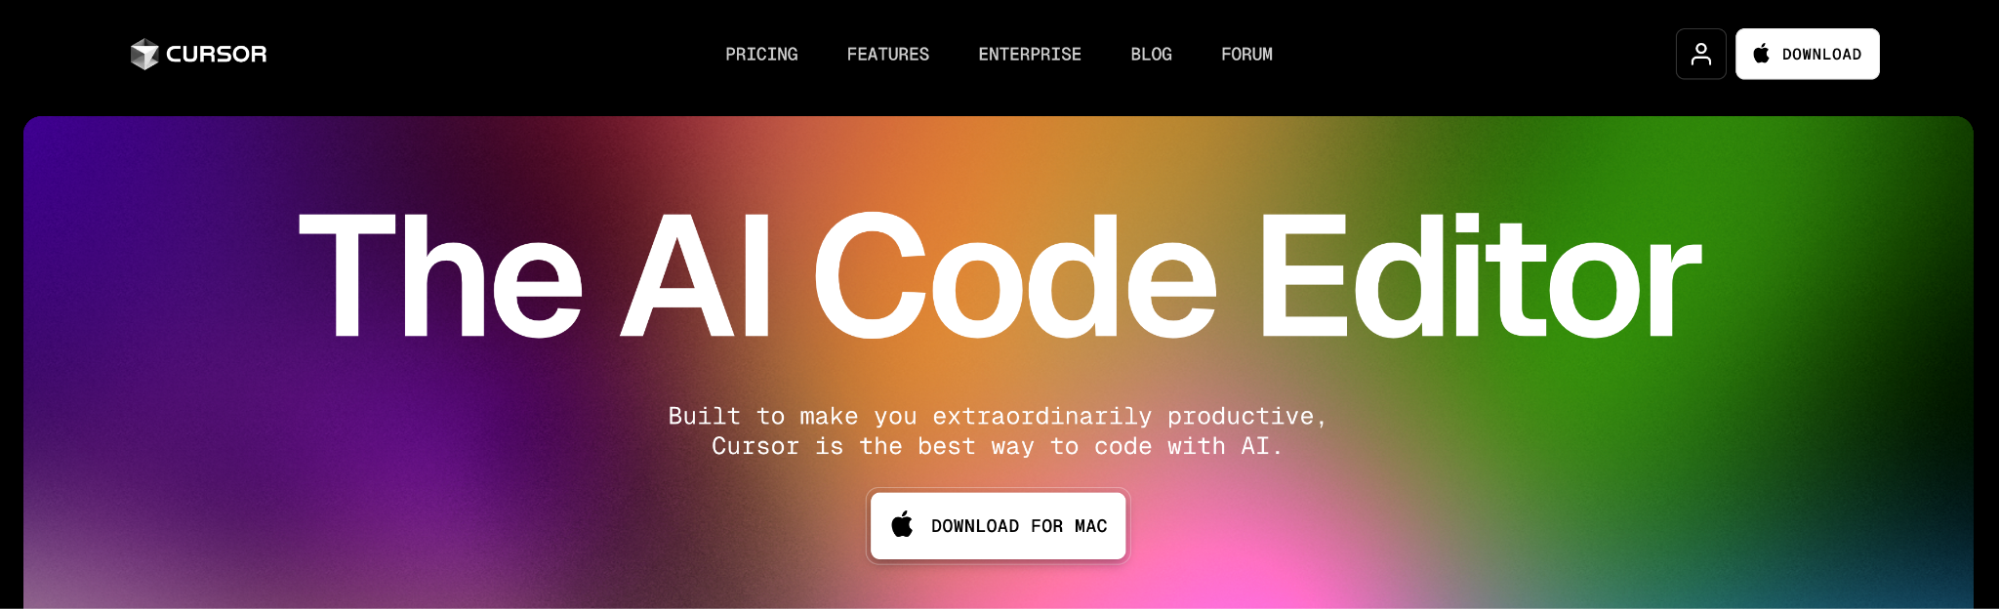 CURSOR
PRICING
FEATURES
ENTERPRISE
BLOG
FORUM
DOWNLOAD
The AI Code Editor
Built to make you extraordinarily productive,
Cursor is the best way to code with AI.
DOWNLOAD FOR MAC